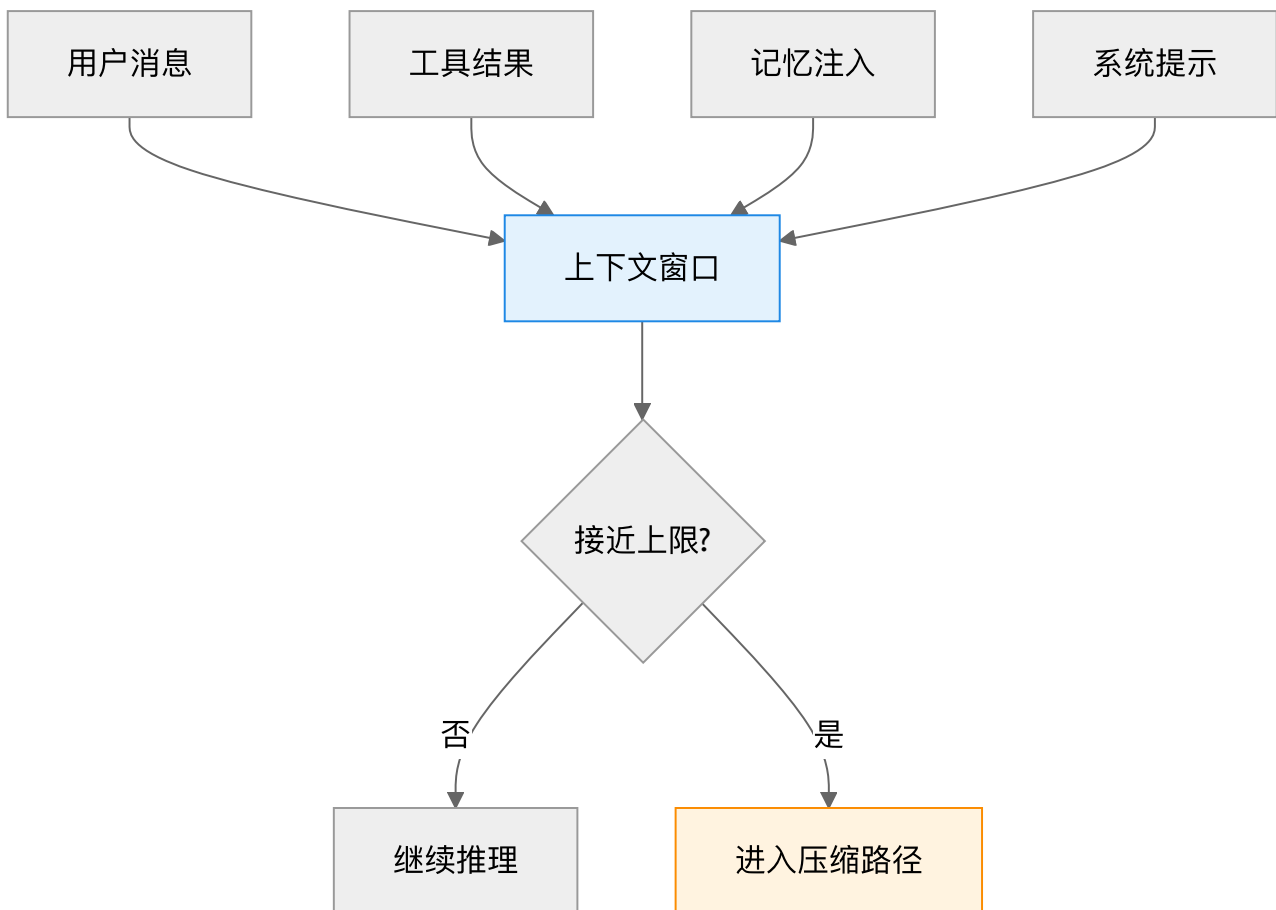 用户消息
工具结果
记忆注入
系统提示
上下文窗口
接近上限?
否
是
继续推理
进入压缩路径